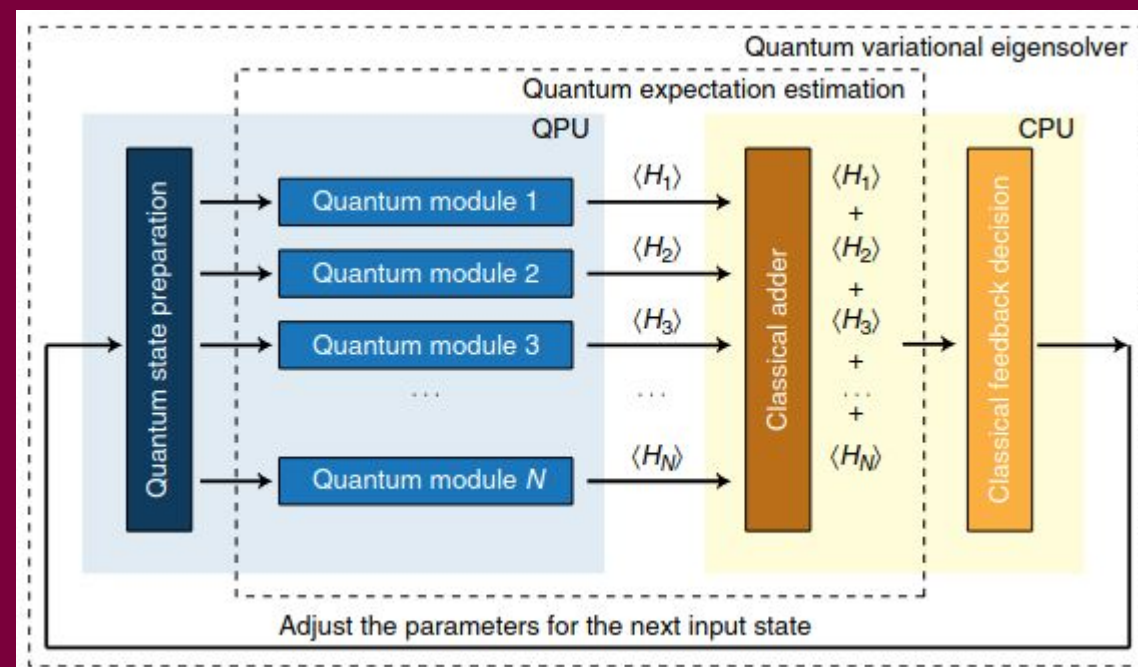 Quantum variational eigensolver
Quantum expectation estimation
QPU
CPU
Quantum state preparation
Quantum module 1
Quantum module 2
Quantum module 3
...
Quantum module N
⟨H₁⟩
⟨H₂⟩
⟨H₃⟩
...
⟨H_N⟩
Classical adder
⟨H₁⟩
+
⟨H₂⟩
+
⟨H₃⟩
+
...
+
⟨H_N⟩
Classical feedback decision
Adjust the parameters for the next input state